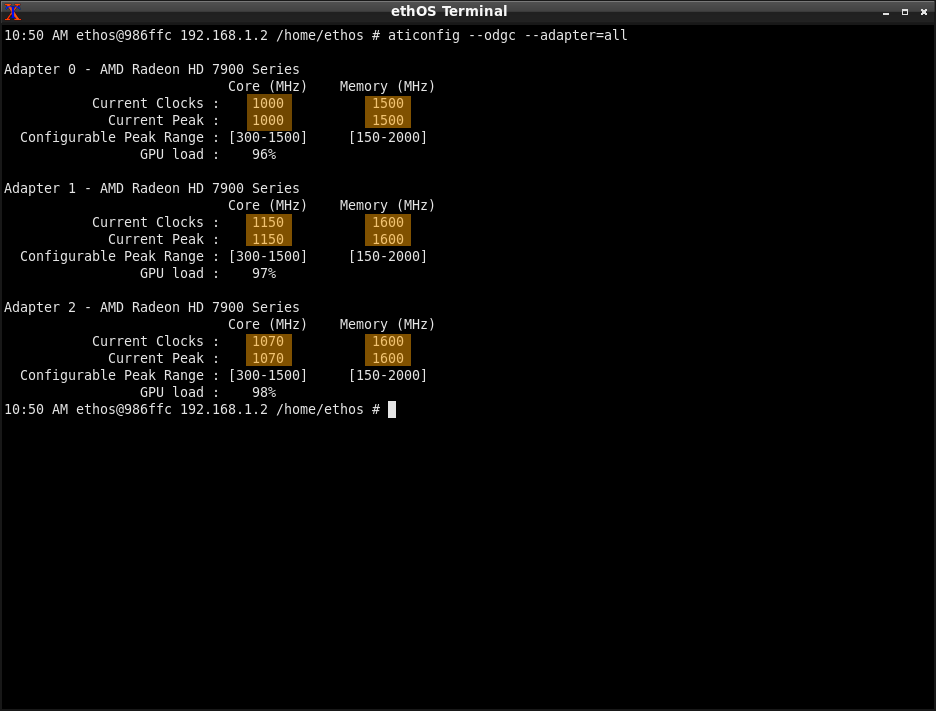 ethOS Terminal
10:50 AM ethos@986ffc 192.168.1.2 /home/ethos # aticonfig --odgc --adapter=all
Adapter 0 - AMD Radeon HD 7900 Series
Core (MHz)    Memory (MHz)
Current Clocks :    1000    1500
Current Peak :    1000    1500
Configurable Peak Range : [300-1500]    [150-2000]
GPU load :    96%
Adapter 1 - AMD Radeon HD 7900 Series
Core (MHz)    Memory (MHz)
Current Clocks :    1150    1600
Current Peak :    1150    1600
Configurable Peak Range : [300-1500]    [150-2000]
GPU load :    97%
Adapter 2 - AMD Radeon HD 7900 Series
Core (MHz)    Memory (MHz)
Current Clocks :    1070    1600
Current Peak :    1070    1600
Configurable Peak Range : [300-1500]    [150-2000]
GPU load :    98%
10:50 AM ethos@986ffc 192.168.1.2 /home/ethos #